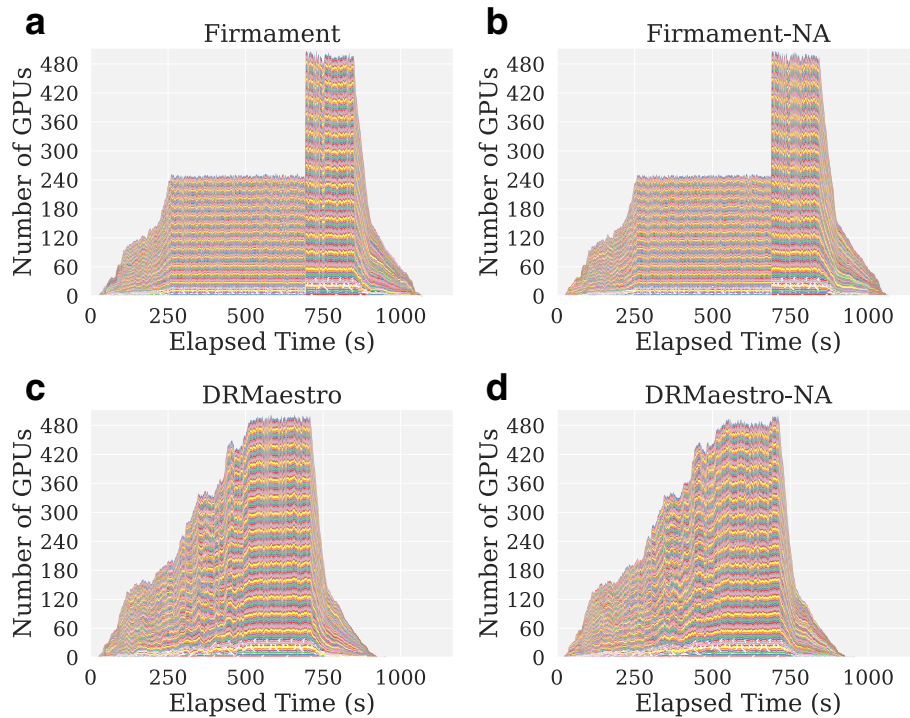 a
Firmament
Number of GPUs
480
420
360
300
240
180
120
60
0
0 250 500 750 1000
Elapsed Time (s)
b
Firmament-NA
Number of GPUs
480
420
360
300
240
180
120
60
0
0 250 500 750 1000
Elapsed Time (s)
c
DRMaestro
Number of GPUs
480
420
360
300
240
180
120
60
0
0 250 500 750 1000
Elapsed Time (s)
d
DRMaestro-NA
Number of GPUs
480
420
360
300
240
180
120
60
0
0 250 500 750 1000
Elapsed Time (s)